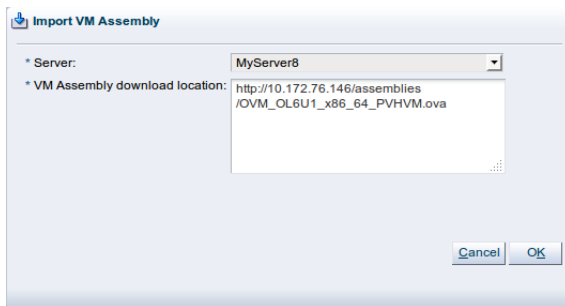 Import VM Assembly
* Server: MyServer8
* VM Assembly download location: http://10.172.76.146/assemblies
/OVM_OL6U1_x86_64_PVHVM.ova
Cancel OK